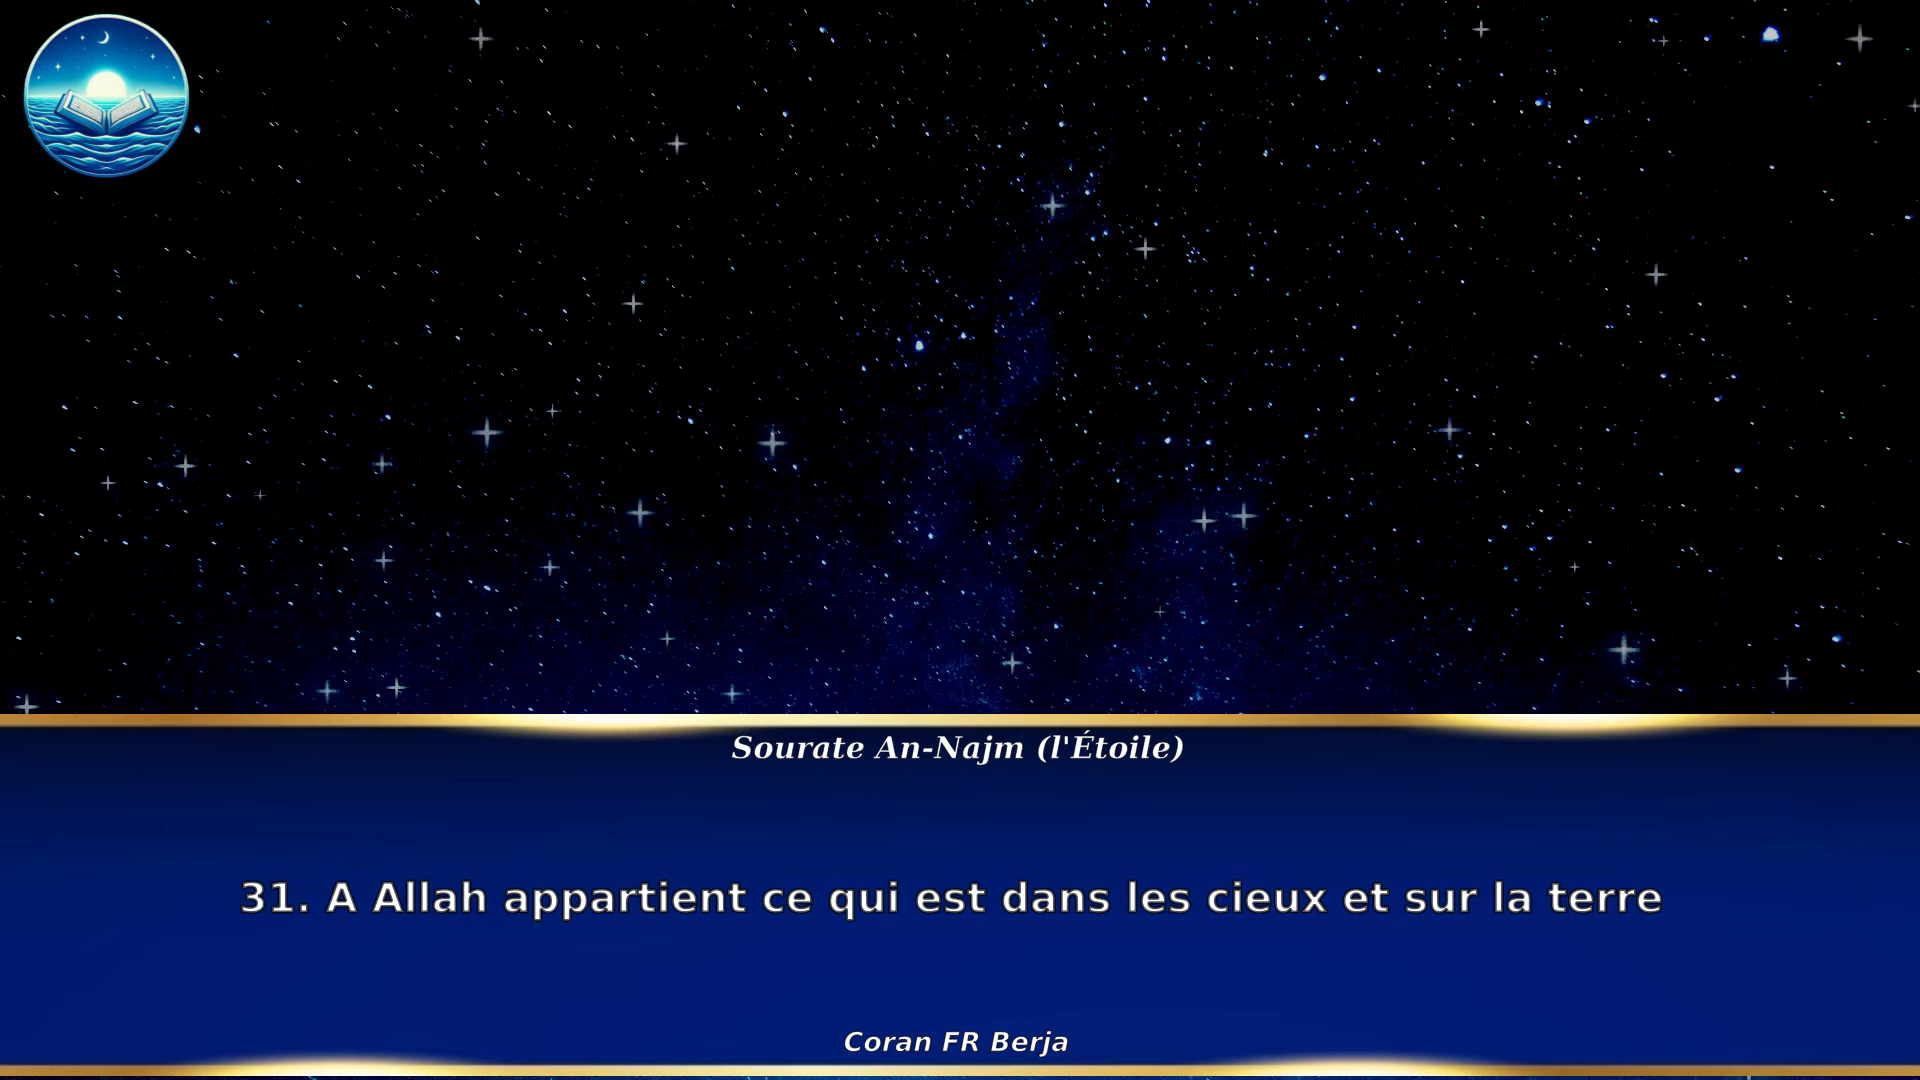 Sourate An-Najm (l'Étoile)
31. A Allah appartient ce qui est dans les cieux et sur la terre
Coran FR Berja